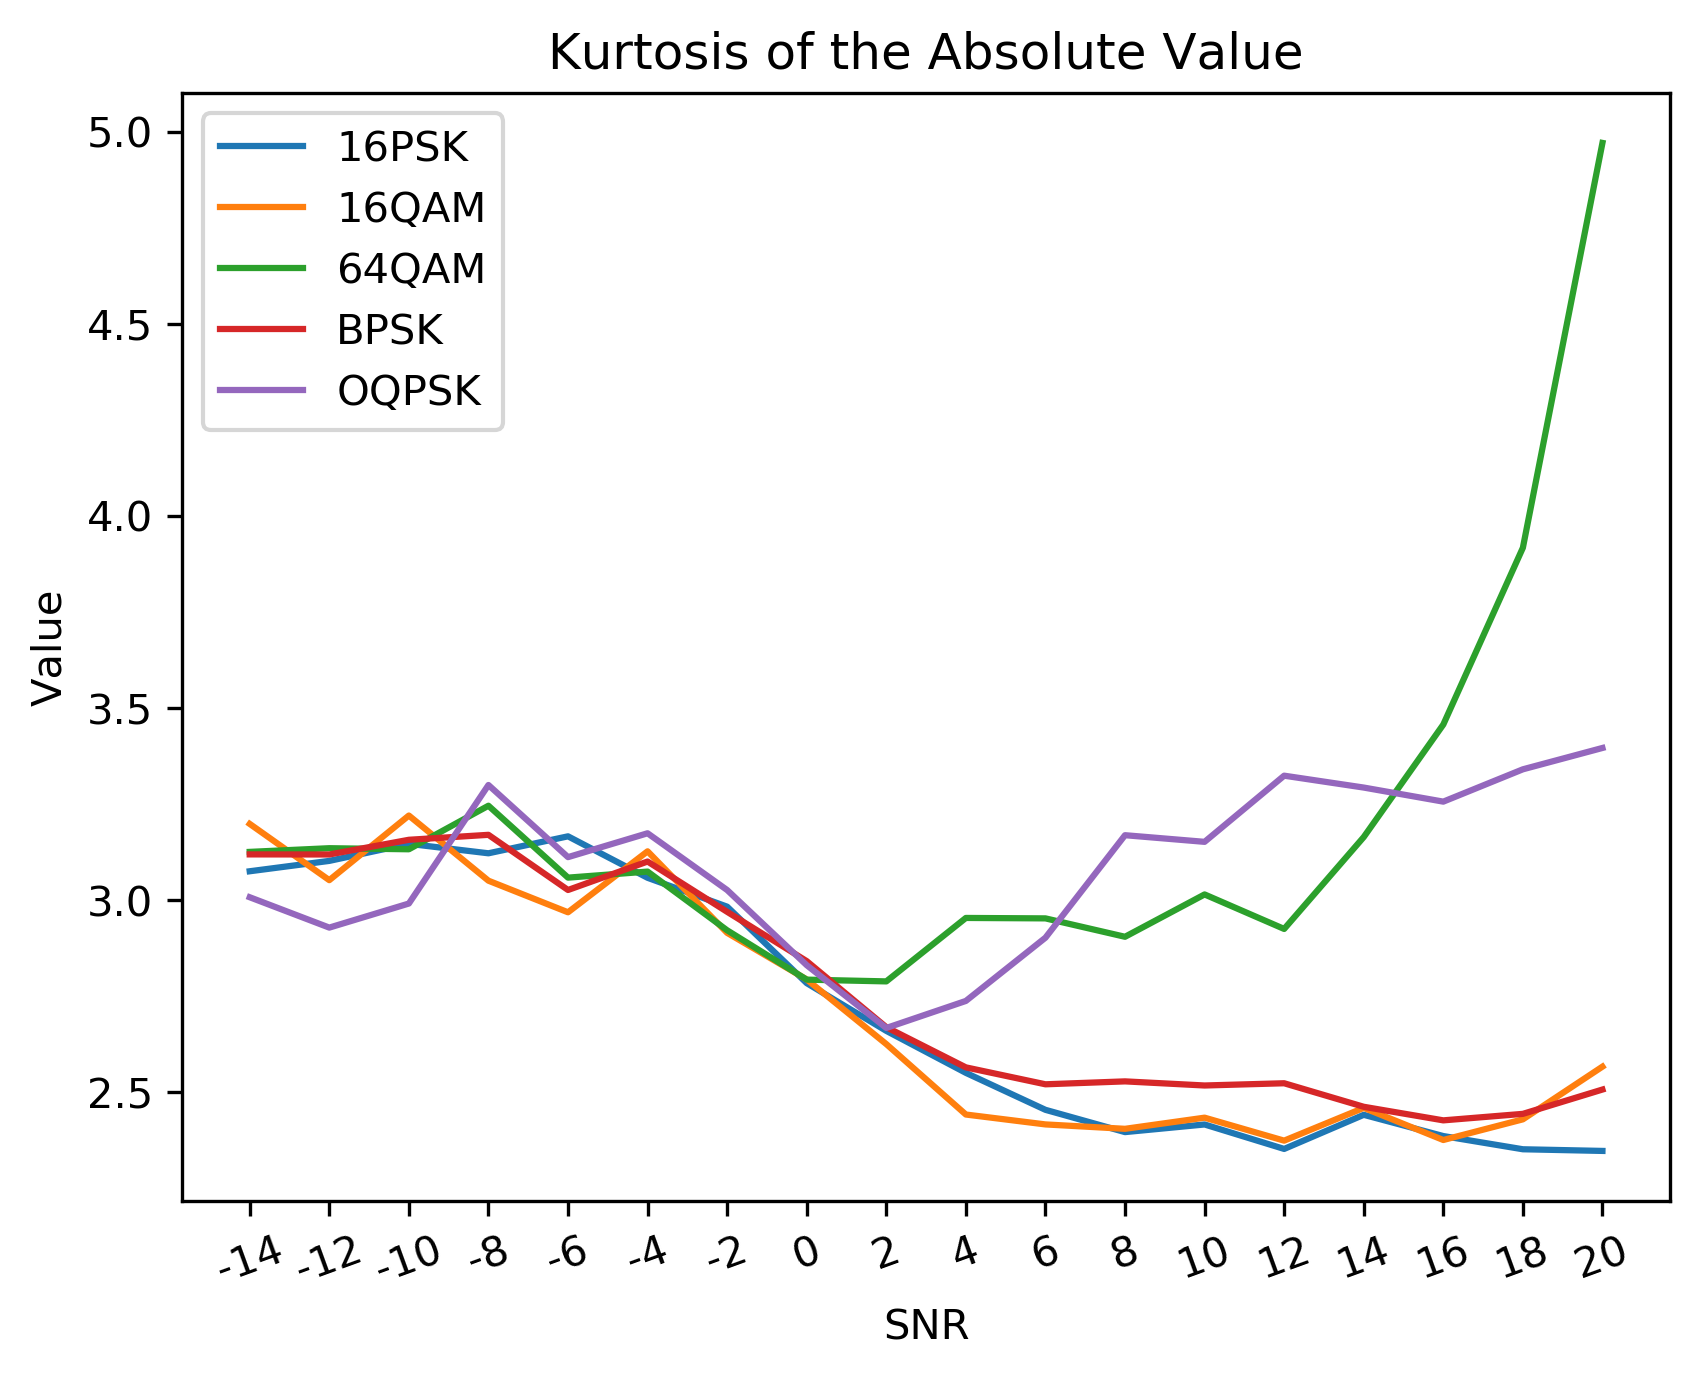 Kurtosis of the Absolute Value
5.0
4.5
4.0
3.5
3.0
2.5
Value
16PSK
16QAM
64QAM
BPSK
OQPSK
-14 -12 -10 -8 -6 -4 -2 0 2 4 6 8 10 12 14 16 18 20
SNR